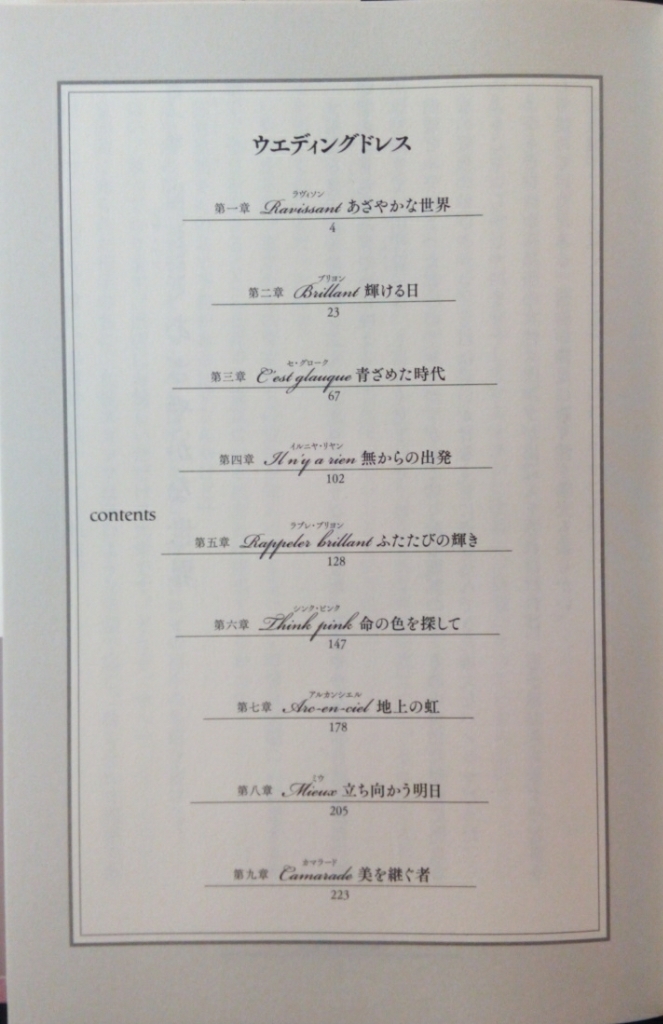 ウエディングドレス
ラヴィソン
第一章 Ravissant あざやかな世界
4
ブリヨン
第二章 Brillant 輝ける日
23
セ・グローク
第三章 C'est glauque 青ざめた時代
67
イルニヤ・リヤン
第四章 Il n'y a rien 無からの出発
102
contents
ラプレ・ブリヨン
第五章 Rappeler brillant ふたたびの輝き
128
シンク・ピンク
第六章 Think pink 命の色を探して
147
アルカンシエル
第七章 Arc-en-ciel 地上の虹
178
ミウ
第八章 Mieux 立ち向かう明日
205
カマラード
第九章 Camarade 美を継ぐ者
223